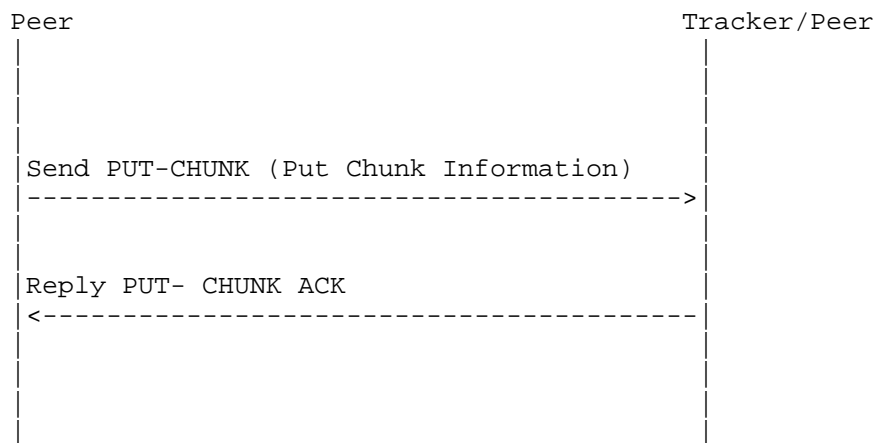 Peer Tracker/Peer
Send PUT-CHUNK (Put Chunk Information)
Reply PUT- CHUNK ACK